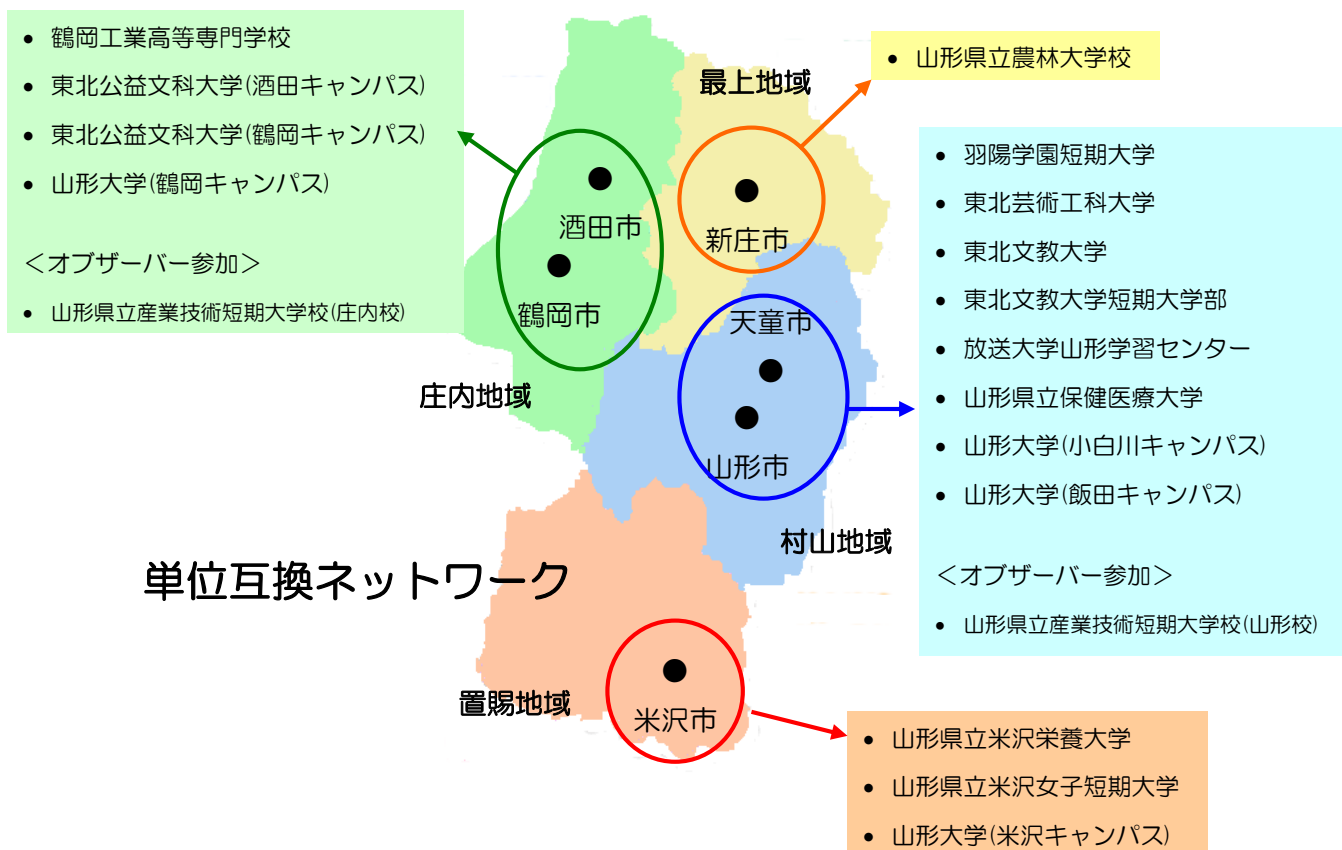 • 鶴岡工業高等専門学校
• 東北公益文科大学(酒田キャンパス)
• 東北公益文科大学(鶴岡キャンパス)
• 山形大学(鶴岡キャンパス)
＜オブザーバー参加＞
• 山形県立産業技術短期大学校(庄内校)
• 山形県立農林大学校
最上地域
酒田市
新庄市
鶴岡市
天童市
庄内地域
山形市
村山地域
• 羽陽学園短期大学
• 東北芸術工科大学
• 東北文教大学
• 東北文教大学短期大学部
• 放送大学山形学習センター
• 山形県立保健医療大学
• 山形大学(小白川キャンパス)
• 山形大学(飯田キャンパス)
＜オブザーバー参加＞
• 山形県立産業技術短期大学校(山形校)
単位互換ネットワーク
置賜地域
米沢市
• 山形県立米沢栄養大学
• 山形県立米沢女子短期大学
• 山形大学(米沢キャンパス)